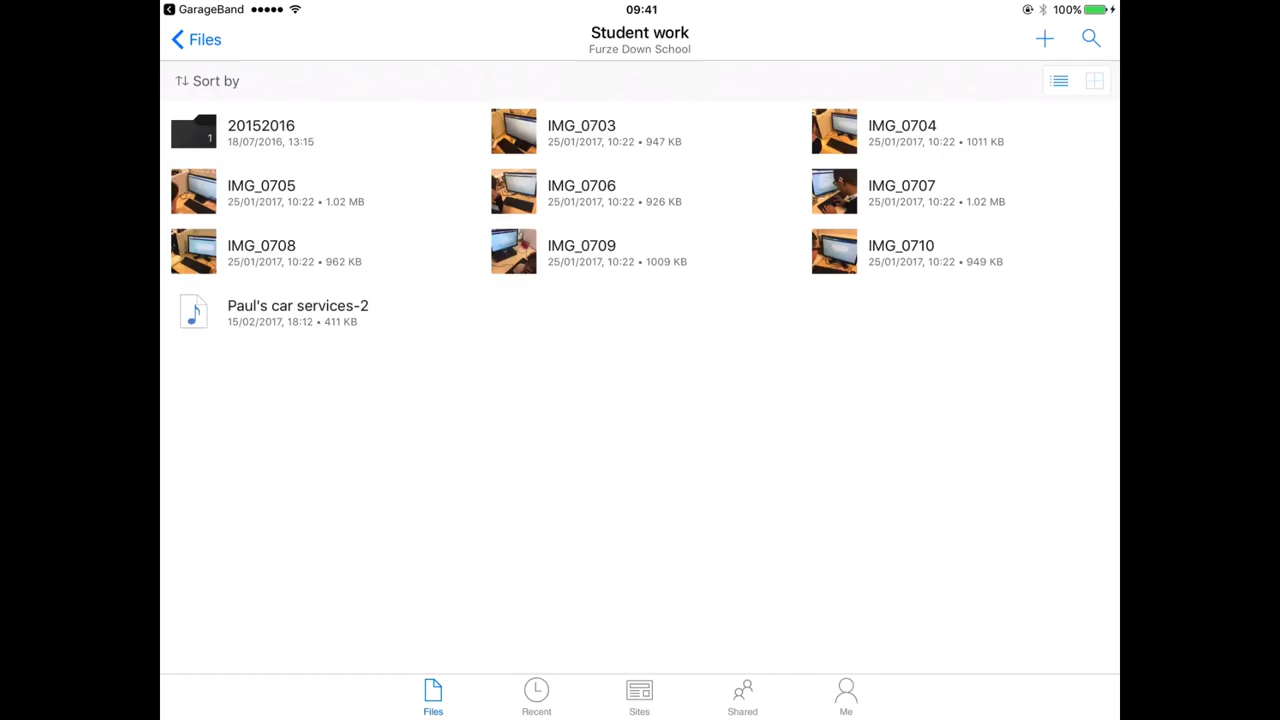 GarageBand
09:41
100%
Files
Student work
Furze Down School
Sort by
20152016
18/07/2016, 13:15
1
IMG_0703
25/01/2017, 10:22 • 947 KB
IMG_0704
25/01/2017, 10:22 • 1011 KB
IMG_0705
25/01/2017, 10:22 • 1.02 MB
IMG_0706
25/01/2017, 10:22 • 926 KB
IMG_0707
25/01/2017, 10:22 • 1.02 MB
IMG_0708
25/01/2017, 10:22 • 962 KB
IMG_0709
25/01/2017, 10:22 • 1009 KB
IMG_0710
25/01/2017, 10:22 • 949 KB
Paul's car services-2
15/02/2017, 18:12 • 411 KB
Files
Recent
Sites
Shared
Me